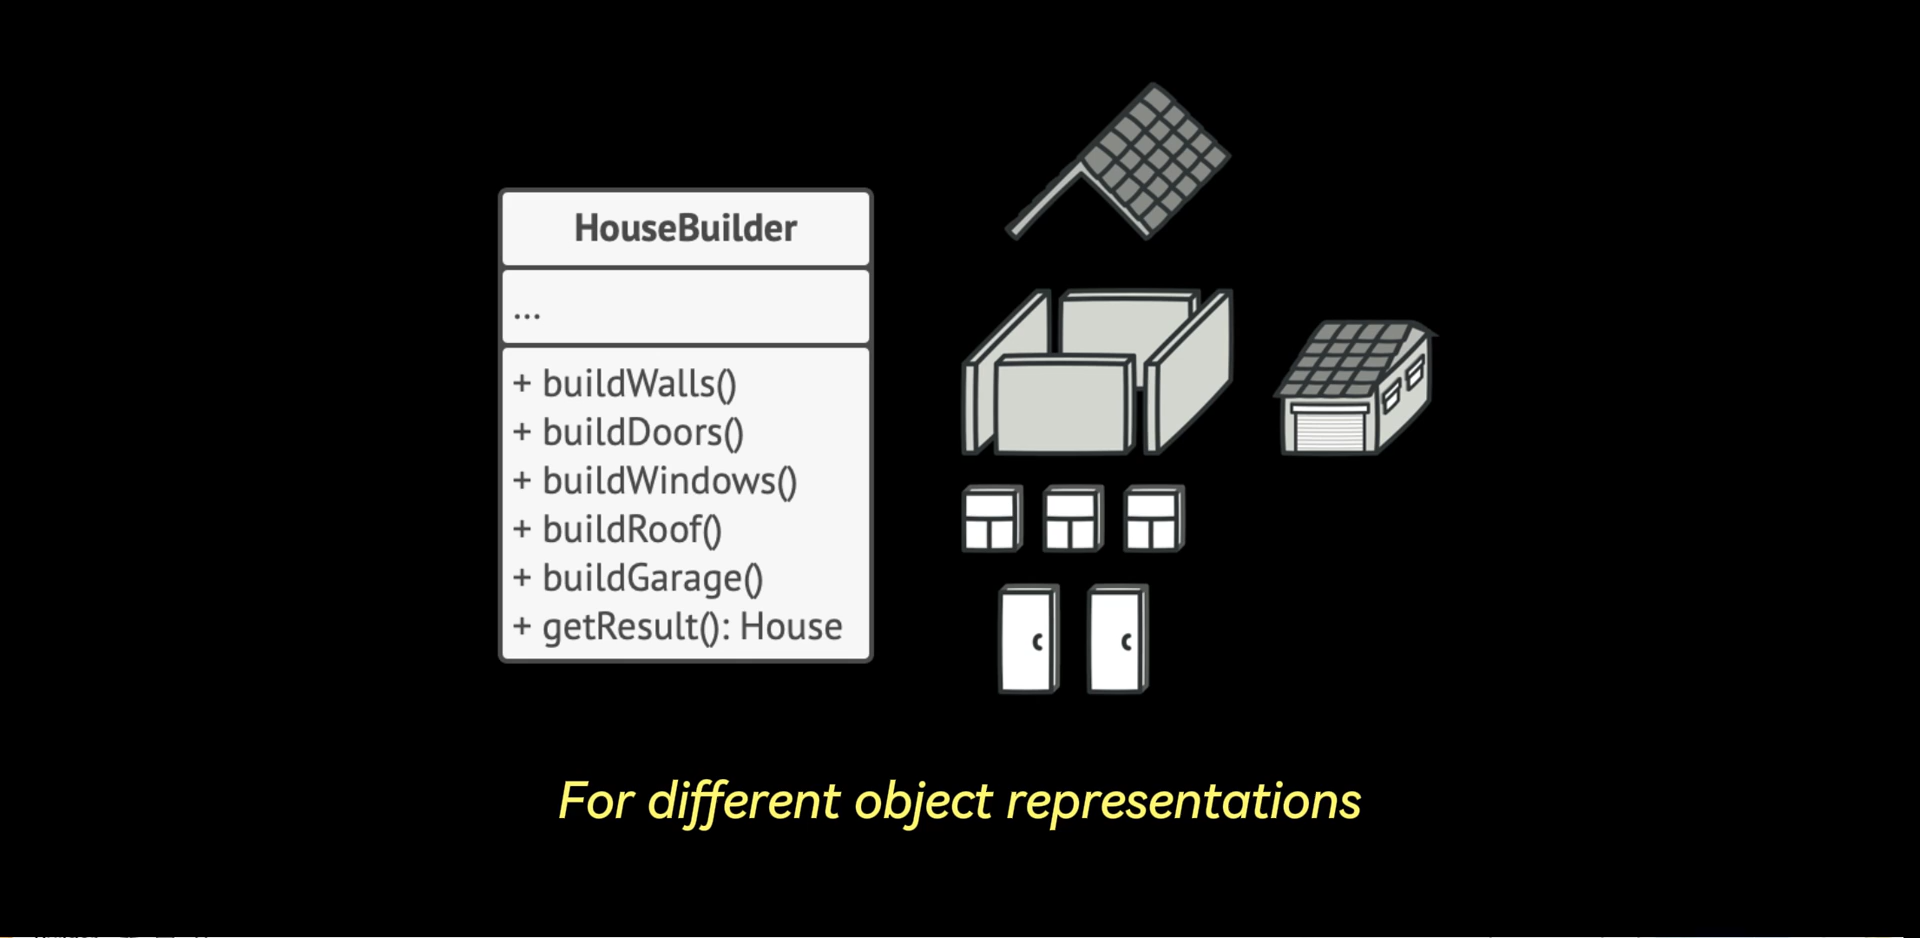 HouseBuilder
...
+ buildWalls()
+ buildDoors()
+ buildWindows()
+ buildRoof()
+ buildGarage()
+ getResult(): House
For different object representations